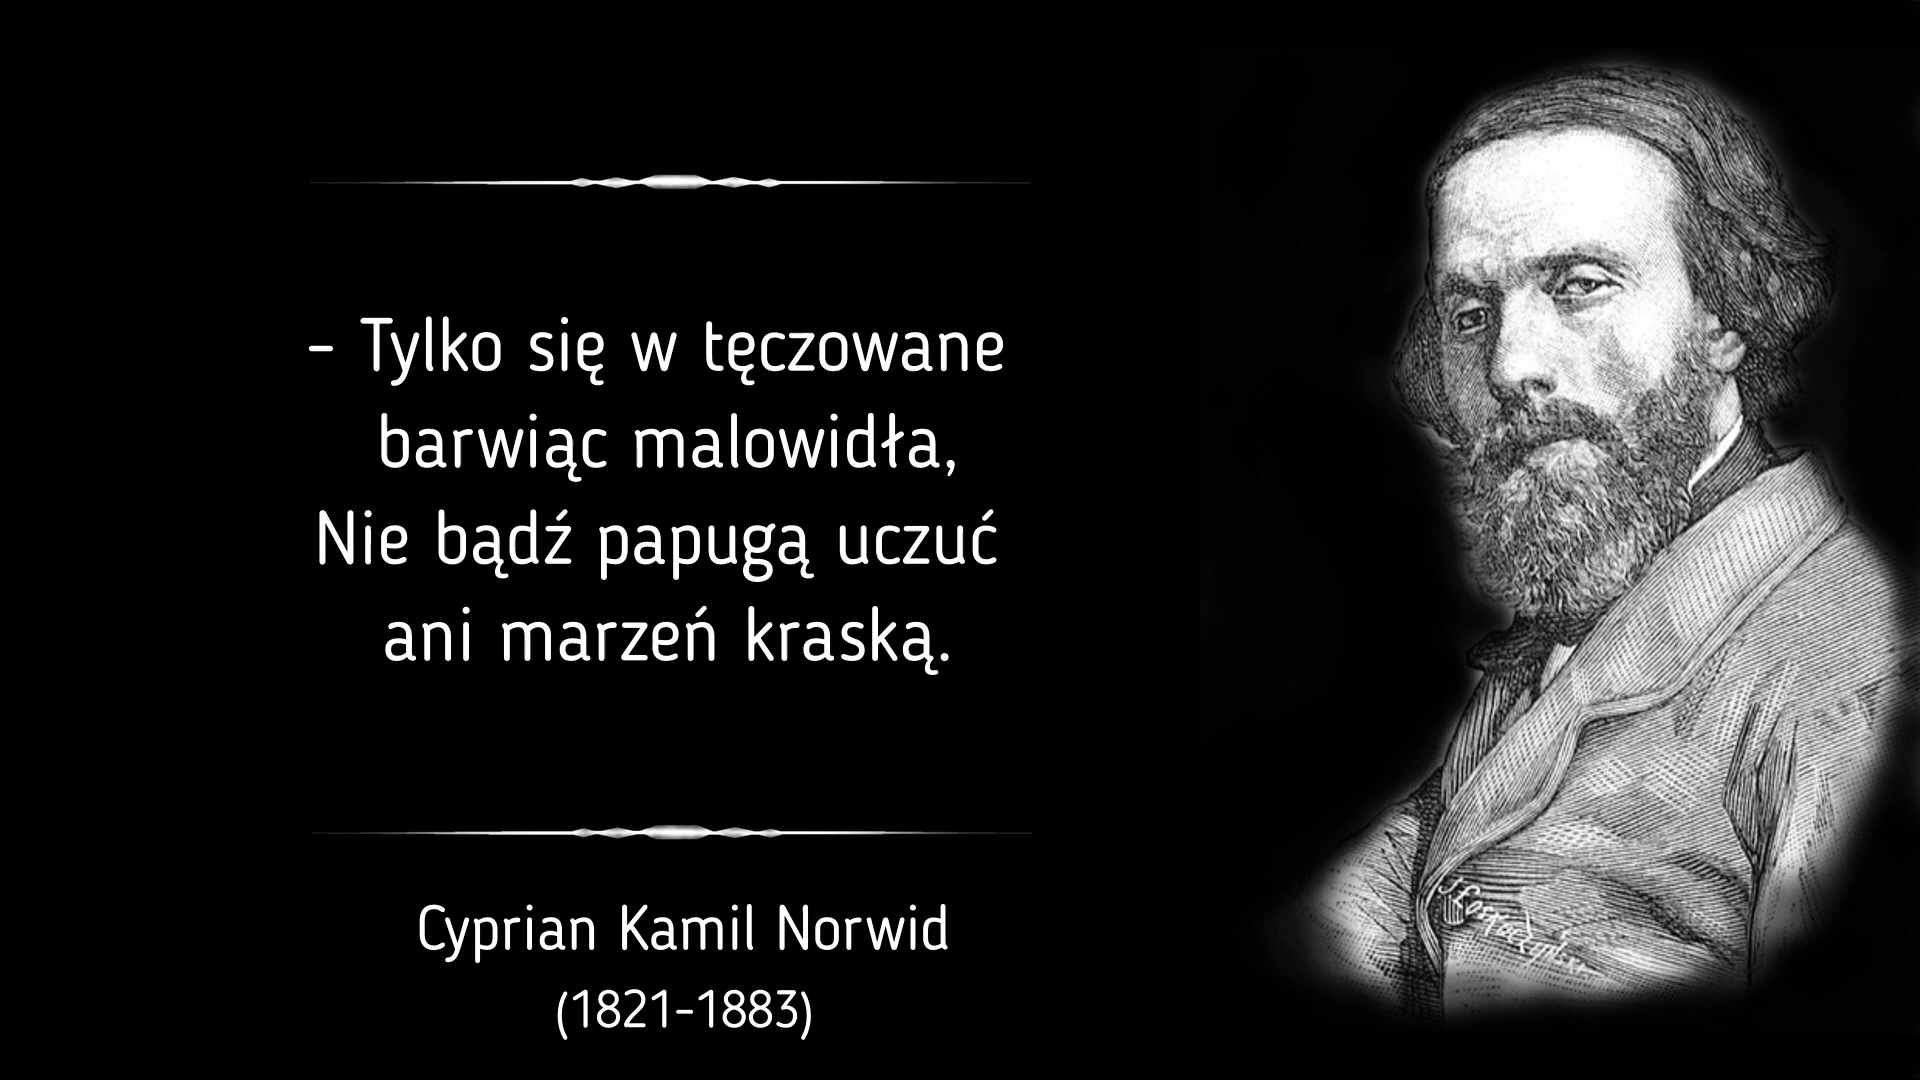 - Tylko się w tęczowane
barwiąc malowidła,
Nie bądź papugą uczuć
ani marzeń kraską.
Cyprian Kamil Norwid
(1821-1883)